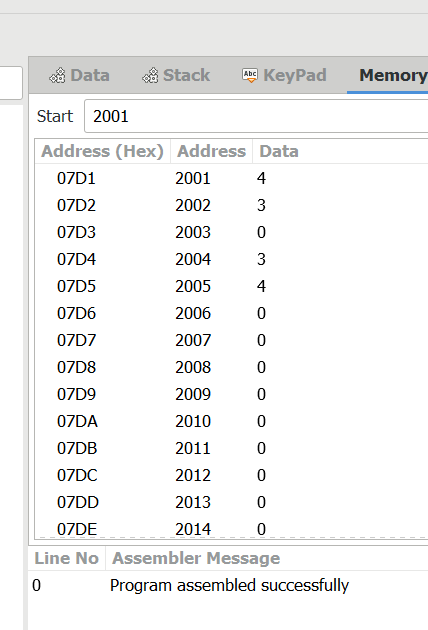 Data Stack Abc KeyPad Memory
Start 2001
Address (Hex) Address Data
07D1 2001 4
07D2 2002 3
07D3 2003 0
07D4 2004 3
07D5 2005 4
07D6 2006 0
07D7 2007 0
07D8 2008 0
07D9 2009 0
07DA 2010 0
07DB 2011 0
07DC 2012 0
07DD 2013 0
07DE 2014 0
Line No Assembler Message
0 Program assembled successfully